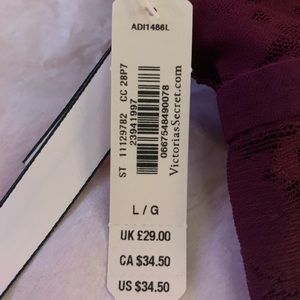 ADI1486L
ST 11129782 CC 28P7
23941997
0667548490078
VictoriasSecret.com
L / G
UK £29.00
CA $34.50
US $34.50